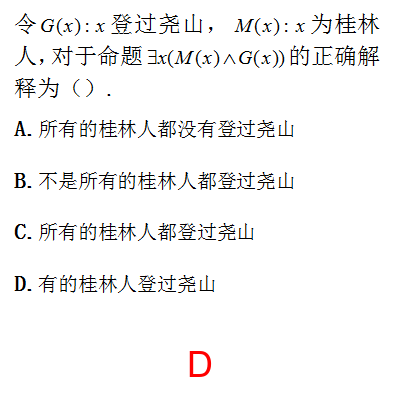 令G(x):x登过尧山， M(x):x为桂林
人,对于命题∃x(M(x)∧G(x))的正确解
释为（）.
A. 所有的桂林人都没有登过尧山
B. 不是所有的桂林人都登过尧山
C. 所有的桂林人都登过尧山
D. 有的桂林人登过尧山
D